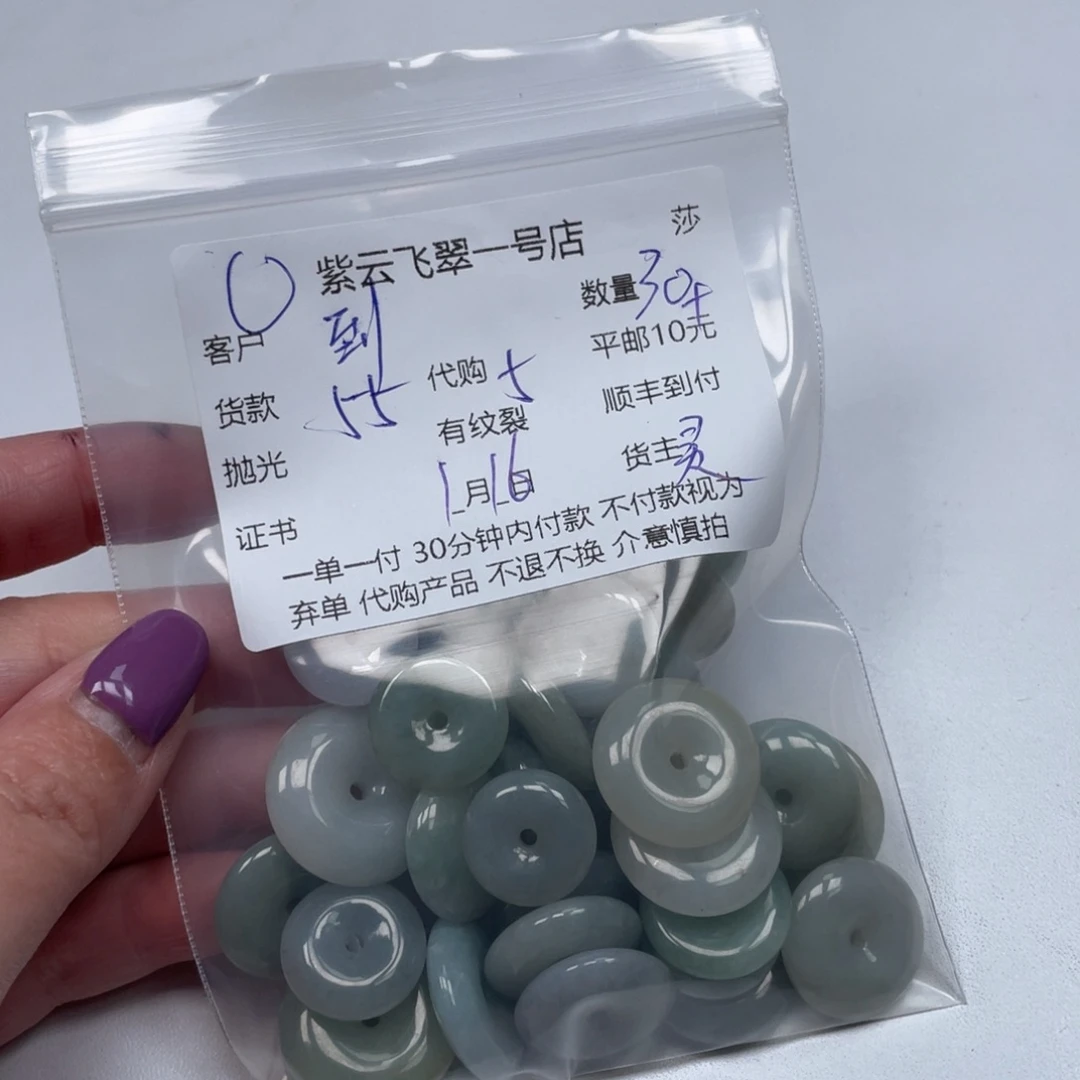 莎
紫云飞翠一号店
数量30
客户 到
平邮10元
货款 55 代购 5
顺丰到付
抛光 有纹裂
货主灵
证书 1月16日
一单一付 30分钟内付款 不付款视为
弃单 代购产品 不退不换 介意慎拍